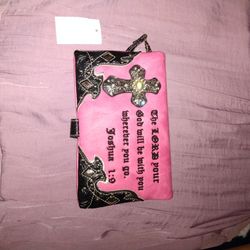 The LORD your
God will be with you
wherever you go.
Joshua 1:9